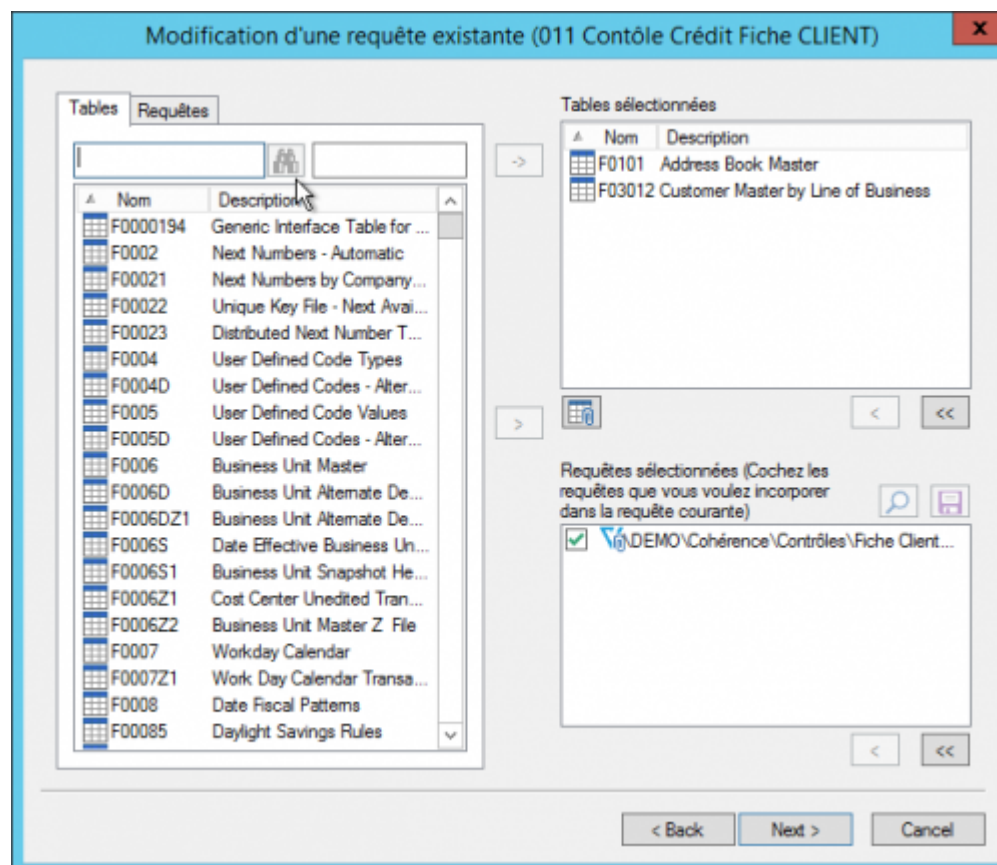 Modification d'une requête existante (011 Contôle Crédit Fiche CLIENT)
x
Tables Requêtes
Nom Description
F0000194 Generic Interface Table for ...
F0002 Next Numbers - Automatic
F00021 Next Numbers by Company...
F00022 Unique Key File - Next Avai...
F00023 Distributed Next Number T...
F0004 User Defined Code Types
F0004D User Defined Codes - Alter...
F0005 User Defined Code Values
F0005D User Defined Codes - Alter...
F0006 Business Unit Master
F0006D Business Unit Alternate De...
F0006DZ1 Business Unit Alternate De...
F0006S Date Effective Business Un...
F0006S1 Business Unit Snapshot He...
F0006Z1 Cost Center Unedited Tran...
F0006Z2 Business Unit Master Z File
F0007 Workday Calendar
F0007Z1 Work Day Calendar Transa...
F0008 Date Fiscal Patterns
F00085 Daylight Savings Rules
->
>
Tables sélectionnées
Nom Description
F0101 Address Book Master
F03012 Customer Master by Line of Business
< <<
Requêtes sélectionnées (Cochez les
requêtes que vous voulez incorporer
dans la requête courante)
\DEMO\Cohérence\Contrôles\Fiche Client...
< <<
< Back Next > Cancel